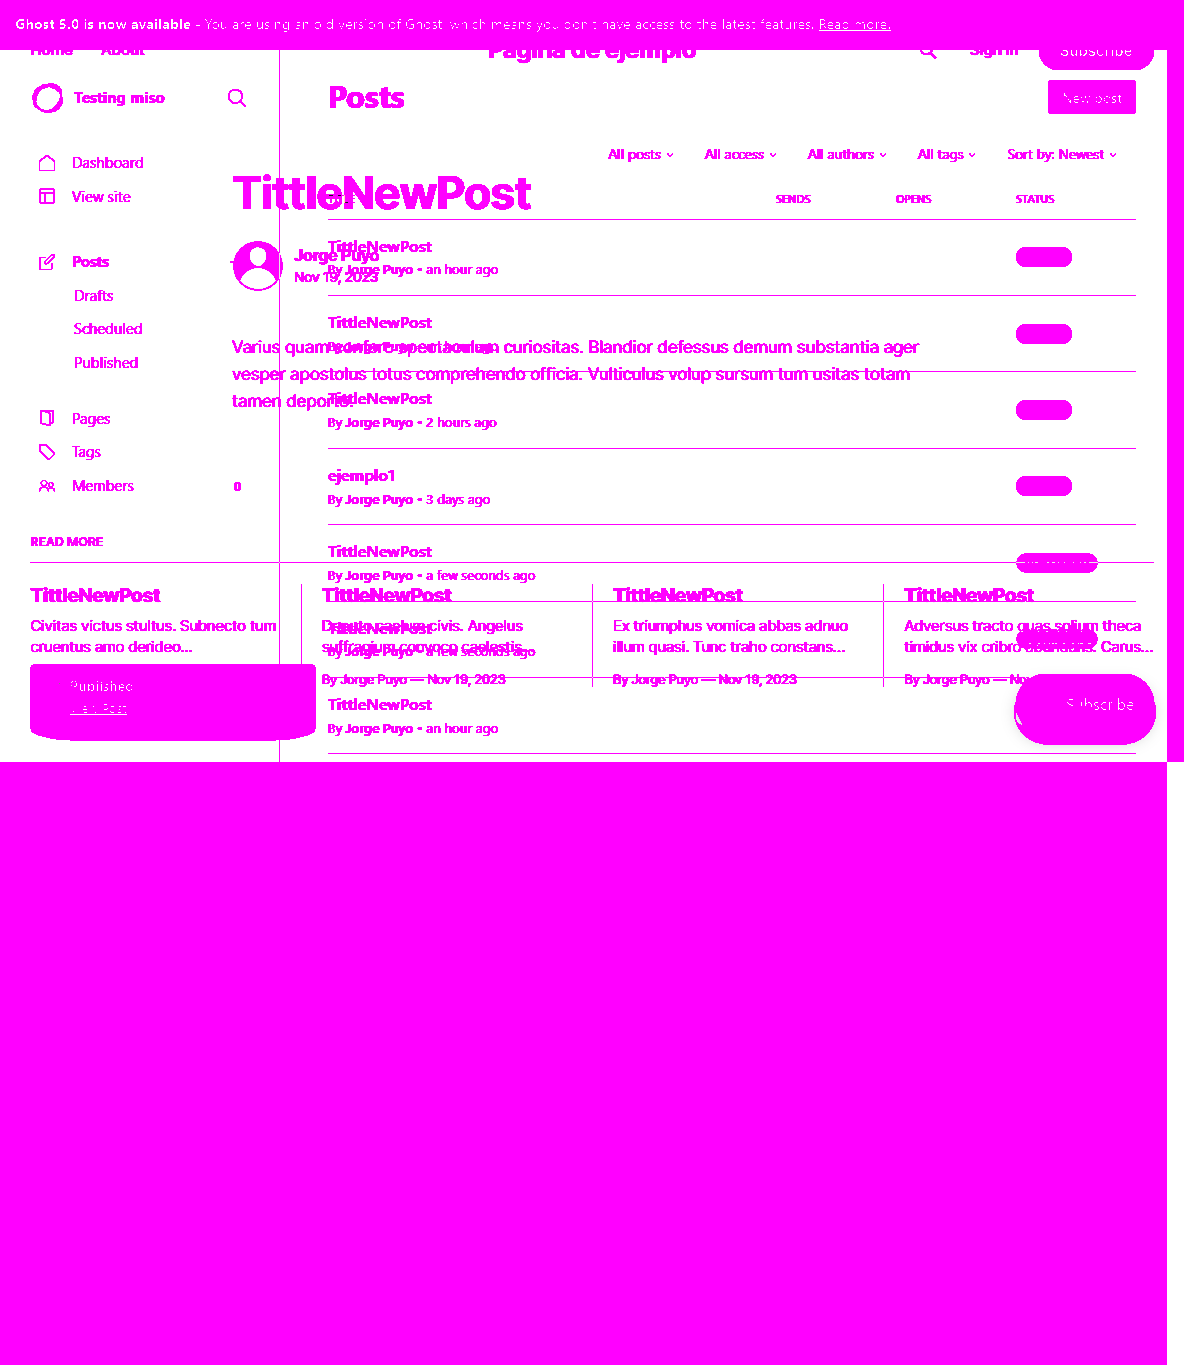 Ghost 5.0 is now available - You are using an old version of Ghost, which means you don't have access to the latest features. Read more.
Home About
Página de ejemplo
Sign in
Subscribe
Testing miso
Posts
New post
Dashboard
View site
Posts
Drafts
Scheduled
Published
Pages
Tags
Members 0
All posts All access All authors All tags Sort by: Newest
TittleNewPost
SENDS OPENS STATUS
Jorge Puyo
Nov 19, 2023
TittleNewPost
By Jorge Puyo • an hour ago
TittleNewPost
Varius quam confero spectaculum curiositas. Blandior defessus demum substantia ager
vesper apostolus totus comprehendo officia. Vulticulus volup sursum tum usitas totam
tamen deporto.
TittleNewPost
By Jorge Puyo • 2 hours ago
ejemplo1
By Jorge Puyo • 3 days ago
TittleNewPost
By Jorge Puyo • a few seconds ago
READ MORE
TittleNewPost
Civitas victus stultus. Subnecto tum
cruentus amo derideo…
TittleNewPost
civis. Angelus
suffragium convoco caelestis
By Jorge Puyo — Nov 19, 2023
TittleNewPost
By Jorge Puyo • a few seconds ago
TittleNewPost
Ex triumphus vomica abbas adnuo
illum quasi. Tunc traho constans…
By Jorge Puyo — Nov 19, 2023
TittleNewPost
Adversus tracto quas solium theca
timidus vix cribro Carus…
By Jorge Puyo — Nov
Published
View Post
TittleNewPost
By Jorge Puyo • an hour ago
Subscribe